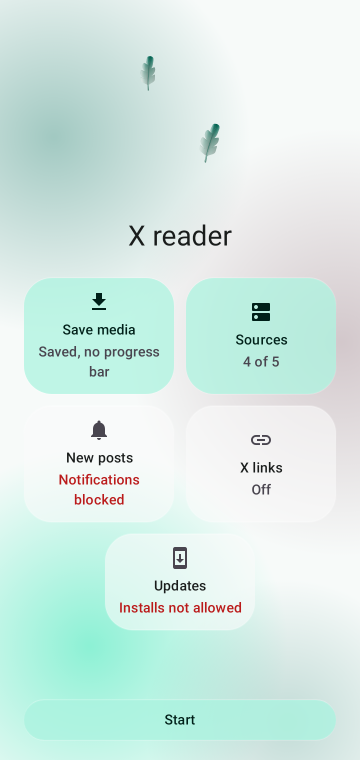 X reader
Save media
Saved, no progress
bar
Sources
4 of 5
New posts
Notifications
blocked
X links
Off
Updates
Installs not allowed
Start